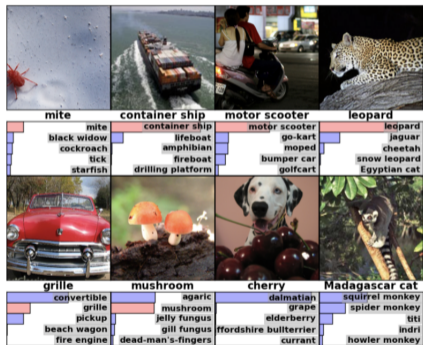 mite
container ship
motor scooter
leopard
mite
black widow
cockroach
tick
starfish
container ship
lifeboat
amphibian
fireboat
drilling platform
motor scooter
go-kart
moped
bumper car
golfcart
leopard
jaguar
cheetah
snow leopard
Egyptian cat
grille
mushroom
cherry
Madagascar cat
convertible
grille
pickup
beach wagon
fire engine
agaric
mushroom
jelly fungus
gill fungus
dead-man's-fingers
dalmatian
grape
elderberry
ffordshire bullterrier
currant
squirrel monkey
spider monkey
titi
indri
howler monkey